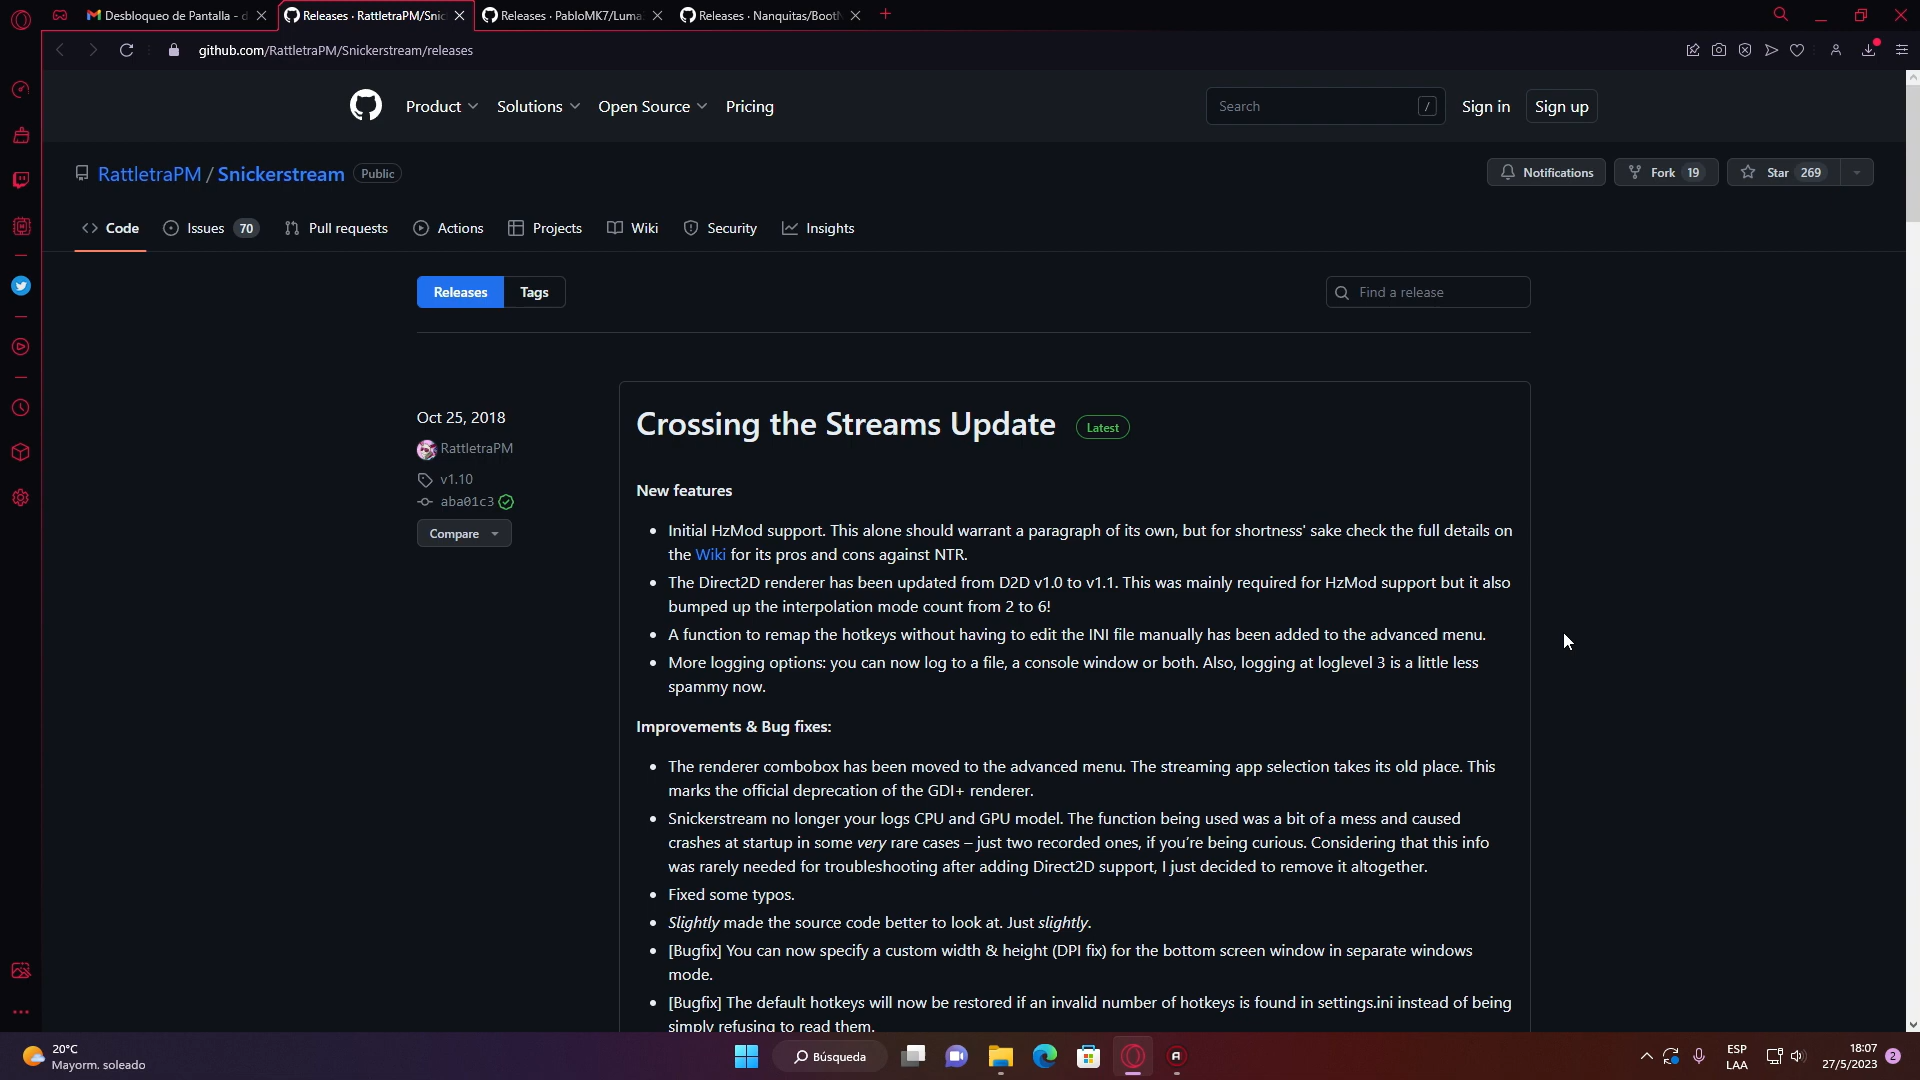 Desbloqueo de Pantalla - d
Releases · RattletraPM/Snic
Releases · PabloMK7/Luma
Releases · Nanquitas/Boot
github.com/RattletraPM/Snickerstream/releases
Product
Solutions
Open Source
Pricing
Search
/
Sign in
Sign up
RattletraPM / Snickerstream
Public
Notifications
Fork 19
Star 269
Code
Issues 70
Pull requests
Actions
Projects
Wiki
Security
Insights
Releases
Tags
Find a release
Oct 25, 2018
RattletraPM
v1.10
aba01c3
Compare
Crossing the Streams Update
Latest
New features
• Initial HzMod support. This alone should warrant a paragraph of its own, but for shortness' sake check the full details on
the Wiki for its pros and cons against NTR.
• The Direct2D renderer has been updated from D2D v1.0 to v1.1. This was mainly required for HzMod support but it also
bumped up the interpolation mode count from 2 to 6!
• A function to remap the hotkeys without having to edit the INI file manually has been added to the advanced menu.
• More logging options: you can now log to a file, a console window or both. Also, logging at loglevel 3 is a little less
spammy now.
Improvements & Bug fixes:
• The renderer combobox has been moved to the advanced menu. The streaming app selection takes its old place. This
marks the official deprecation of the GDI+ renderer.
• Snickerstream no longer your logs CPU and GPU model. The function being used was a bit of a mess and caused
crashes at startup in some very rare cases – just two recorded ones, if you're being curious. Considering that this info
was rarely needed for troubleshooting after adding Direct2D support, I just decided to remove it altogether.
• Fixed some typos.
• Slightly made the source code better to look at. Just slightly.
• [Bugfix] You can now specify a custom width & height (DPI fix) for the bottom screen window in separate windows
mode.
• [Bugfix] The default hotkeys will now be restored if an invalid number of hotkeys is found in settings.ini instead of being
simply refusing to read them.
20°C
Mayorm. soleado
Búsqueda
ESP
LAA
18:07
27/5/2023
2